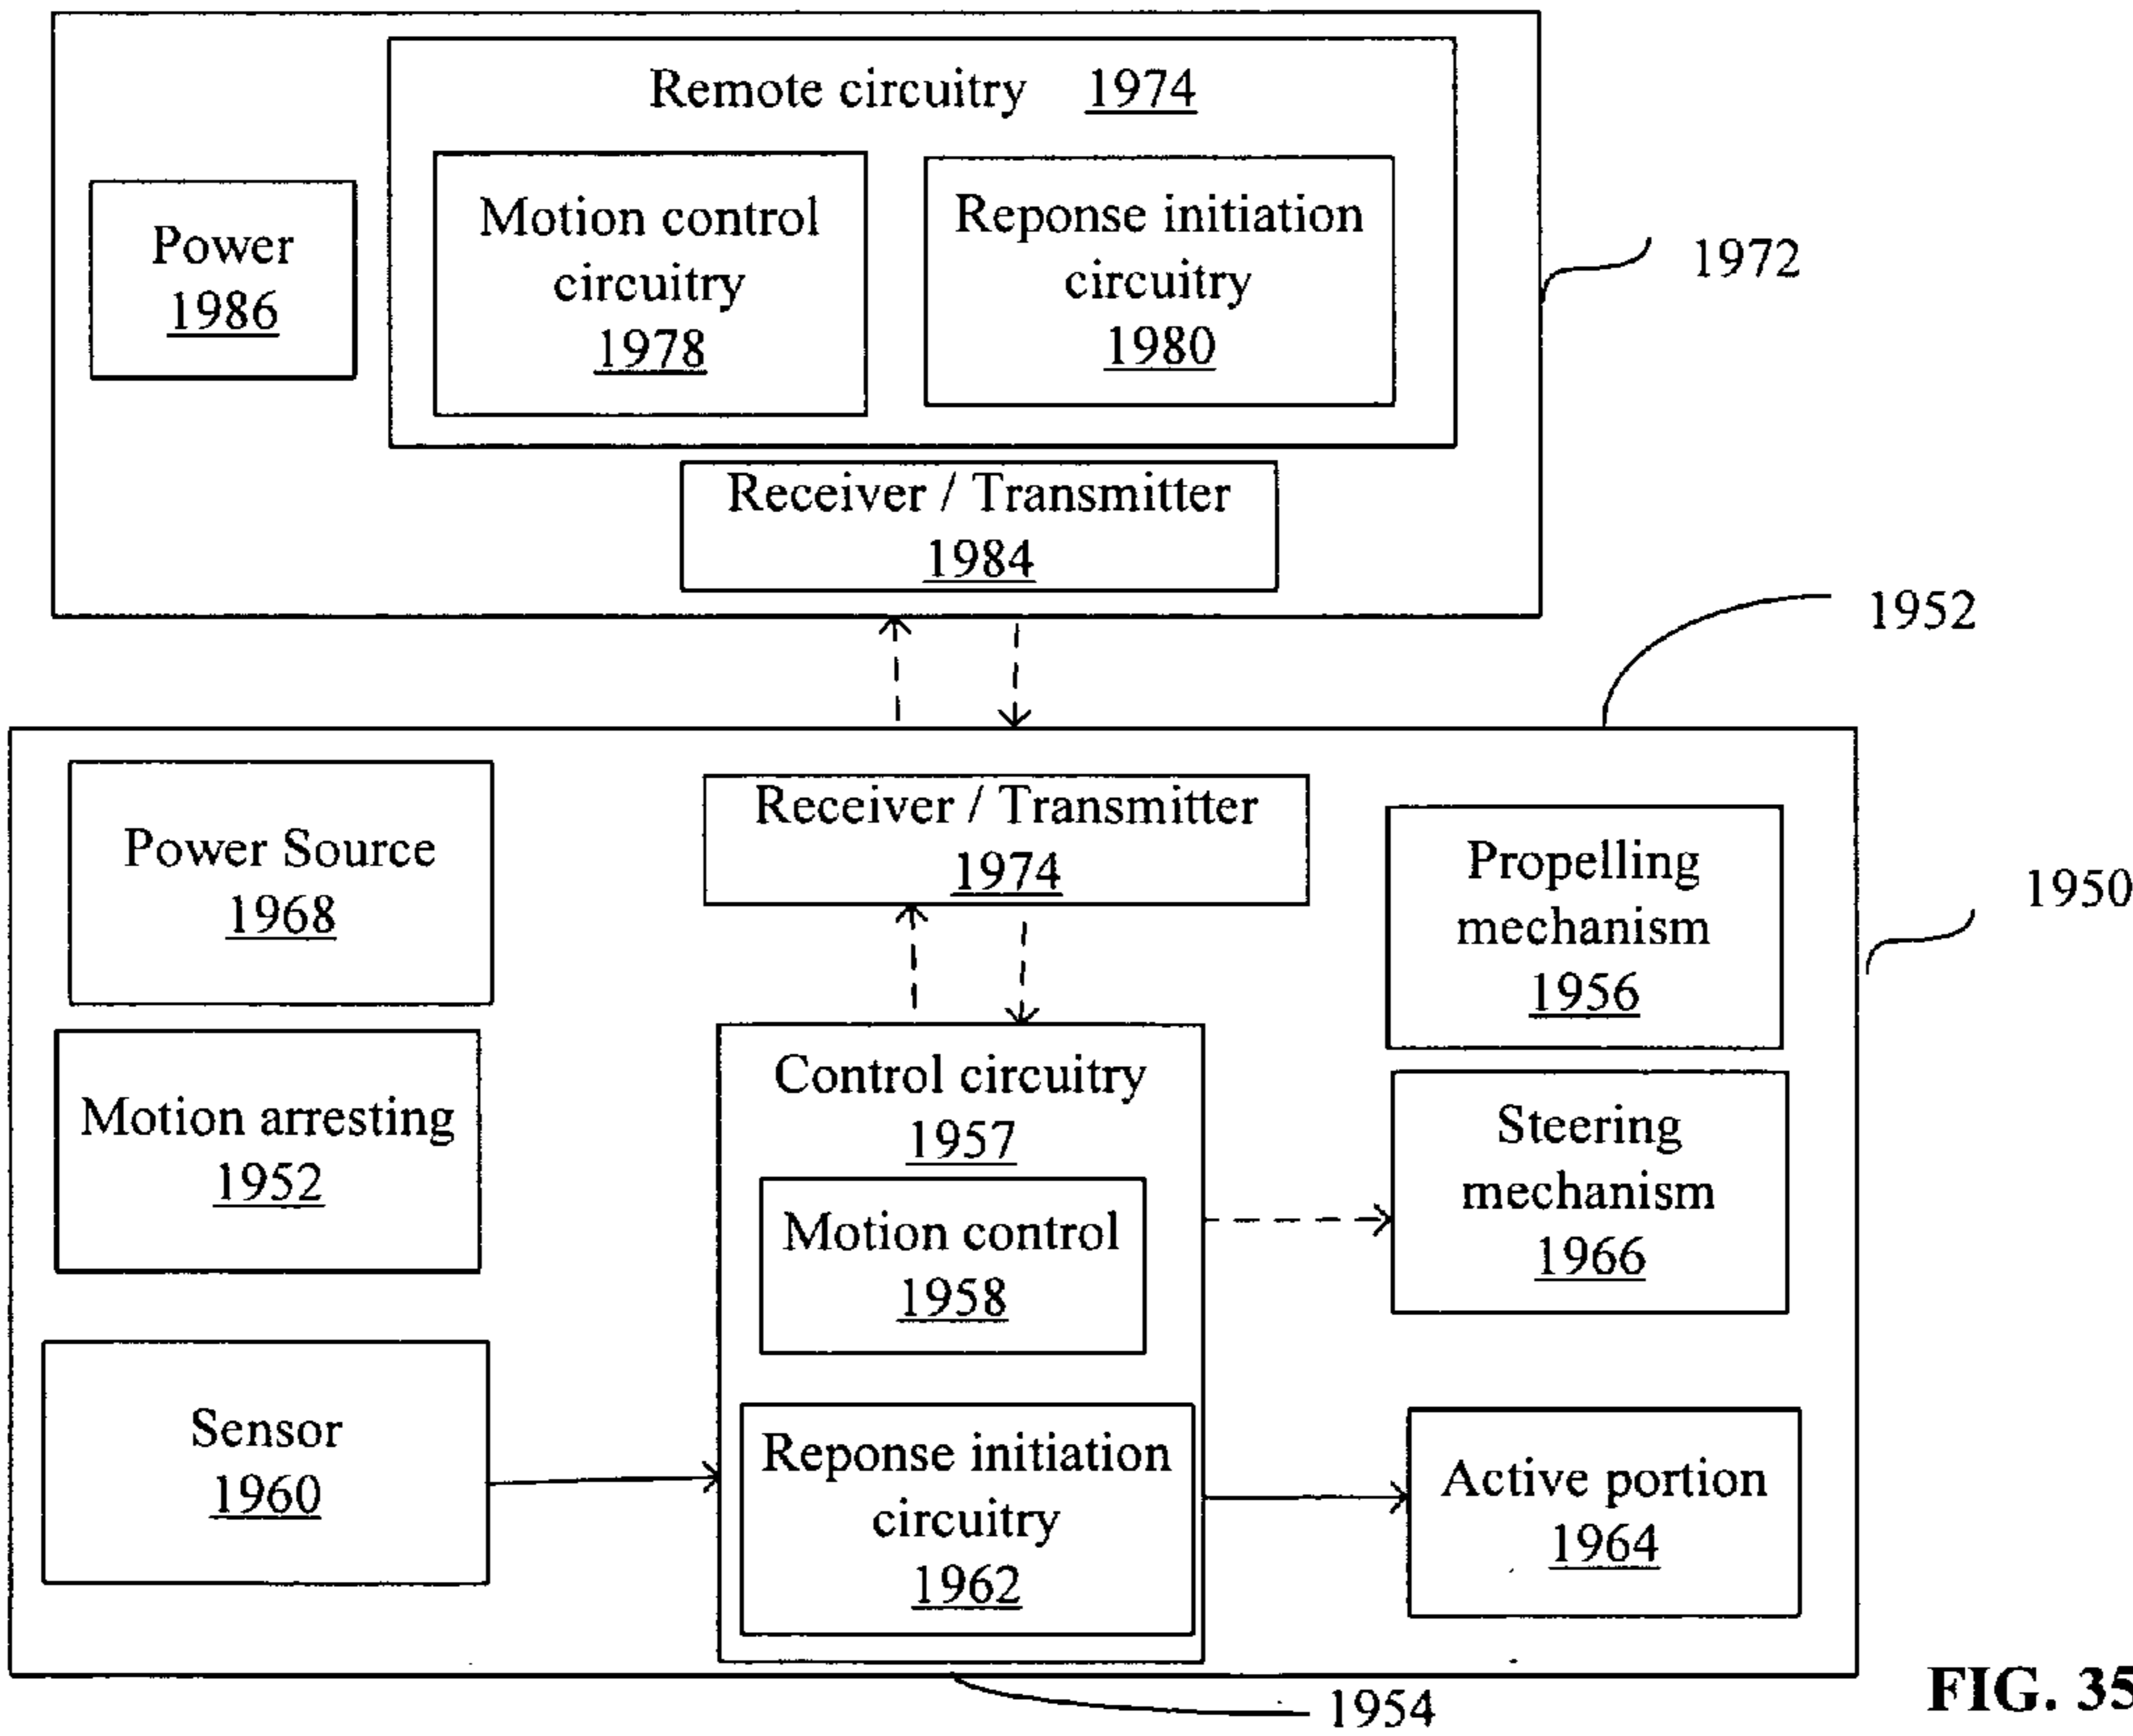 Remote circuitry 1974
Power
1986
Motion control
circuitry
1978
Reponse initiation
circuitry
1980
1972
Receiver / Transmitter
1984
1952
Power Source
1968
Receiver / Transmitter
1974
Propelling
mechanism
1956
1950
Motion arresting
1952
Control circuitry
1957
Motion control
1958
Steering
mechanism
1966
Sensor
1960
Reponse initiation
circuitry
1962
Active portion
1964
1954
FIG. 35